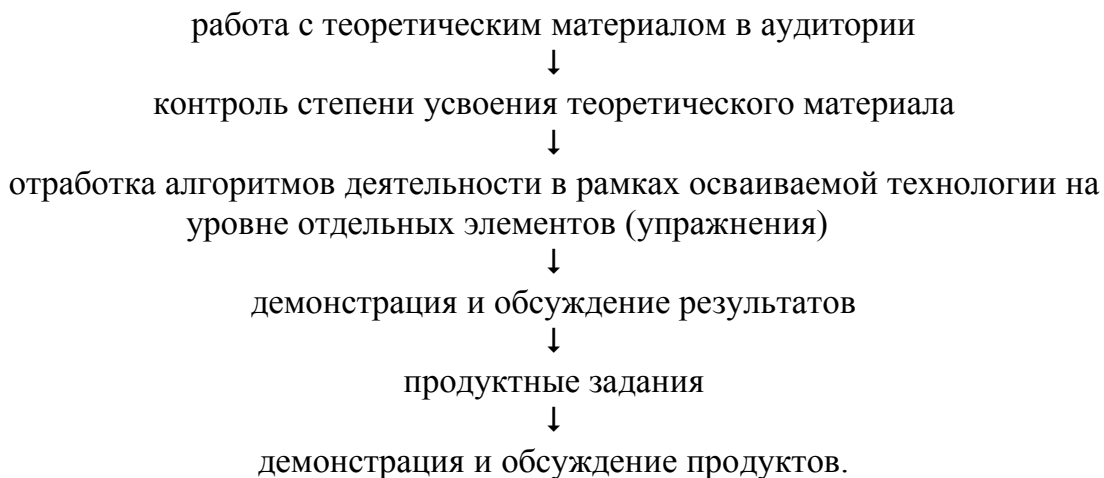 работа с теоретическим материалом в аудитории
↓
контроль степени усвоения теоретического материала
↓
отработка алгоритмов деятельности в рамках осваиваемой технологии на
уровне отдельных элементов (упражнения)
↓
демонстрация и обсуждение результатов
↓
продуктные задания
↓
демонстрация и обсуждение продуктов.